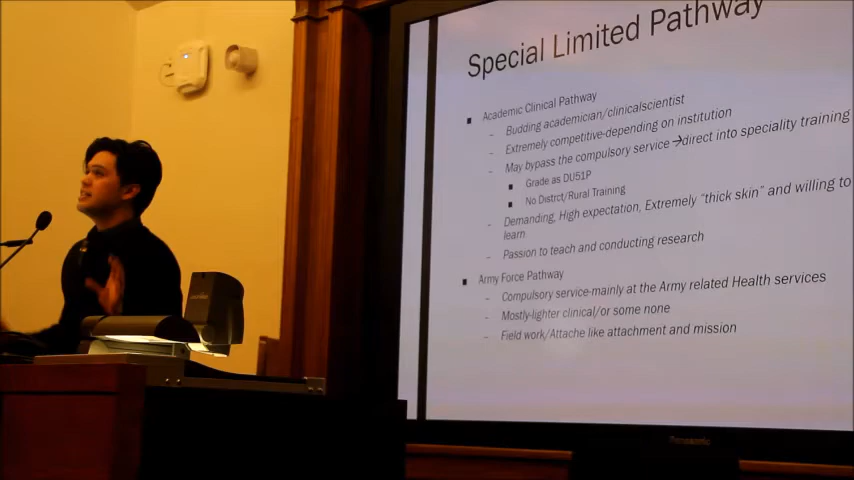 Special Limited Pathway
Academic Clinical Pathway
– Budding academician/clinicalscientist
– Extremely competitive-depending on institution
– May bypass the compulsory service →direct into speciality training
Grade as DU51P
No Distrct/Rural Training
– Demanding, High expectation, Extremely "thick skin" and willing to
learn
– Passion to teach and conducting research
Army Force Pathway
– Compulsory service-mainly at the Army related Health services
– Mostly-lighter clinical/or some none
– Field work/Attache like attachment and mission
Panasonic